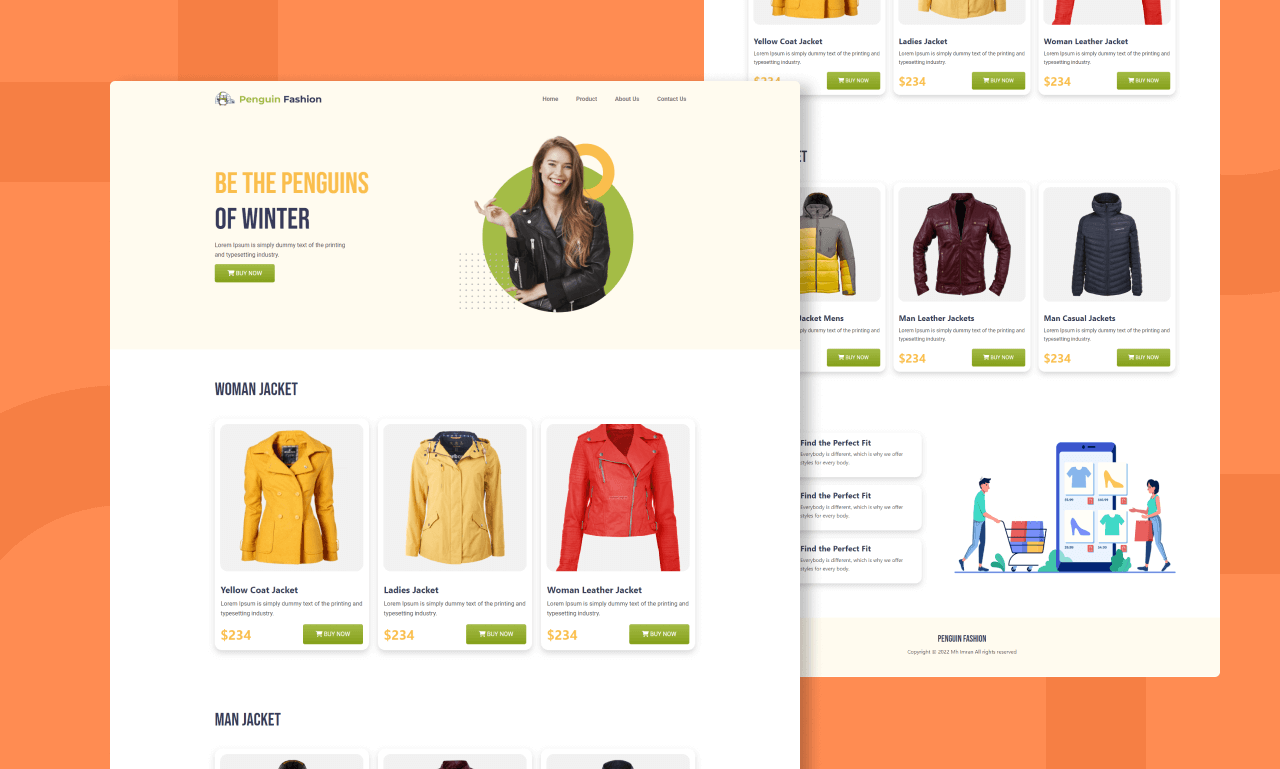 Penguin Fashion
Home Product About Us Contact Us
BE THE PENGUINS
OF WINTER
Lorem Ipsum is simply dummy text of the printing
and typesetting industry.
BUY NOW
WOMAN JACKET
Yellow Coat Jacket
Lorem Ipsum is simply dummy text of the printing and
typesetting industry.
$234
BUY NOW
Ladies Jacket
Lorem Ipsum is simply dummy text of the printing and
typesetting industry.
$234
BUY NOW
Woman Leather Jacket
Lorem Ipsum is simply dummy text of the printing and
typesetting industry.
$234
BUY NOW
MAN JACKET
Yellow Coat Jacket
Lorem Ipsum is simply dummy text of the printing and
typesetting industry.
$234
BUY NOW
Ladies Jacket
Lorem Ipsum is simply dummy text of the printing and
typesetting industry.
$234
BUY NOW
Woman Leather Jacket
Lorem Ipsum is simply dummy text of the printing and
typesetting industry.
$234
BUY NOW
ET
Jacket Mens
dummy text of the printing and
BUY NOW
Man Leather Jackets
Lorem Ipsum is simply dummy text of the printing and
typesetting industry.
$234
BUY NOW
Man Casual Jackets
Lorem Ipsum is simply dummy text of the printing and
typesetting industry.
$234
BUY NOW
Find the Perfect Fit
Everybody is different, which is why we offer
styles for every body.
Find the Perfect Fit
Everybody is different, which is why we offer
styles for every body.
Find the Perfect Fit
Everybody is different, which is why we offer
styles for every body.
PENGUIN FASHION
Copyright © 2022 Mh Imran All rights reserved